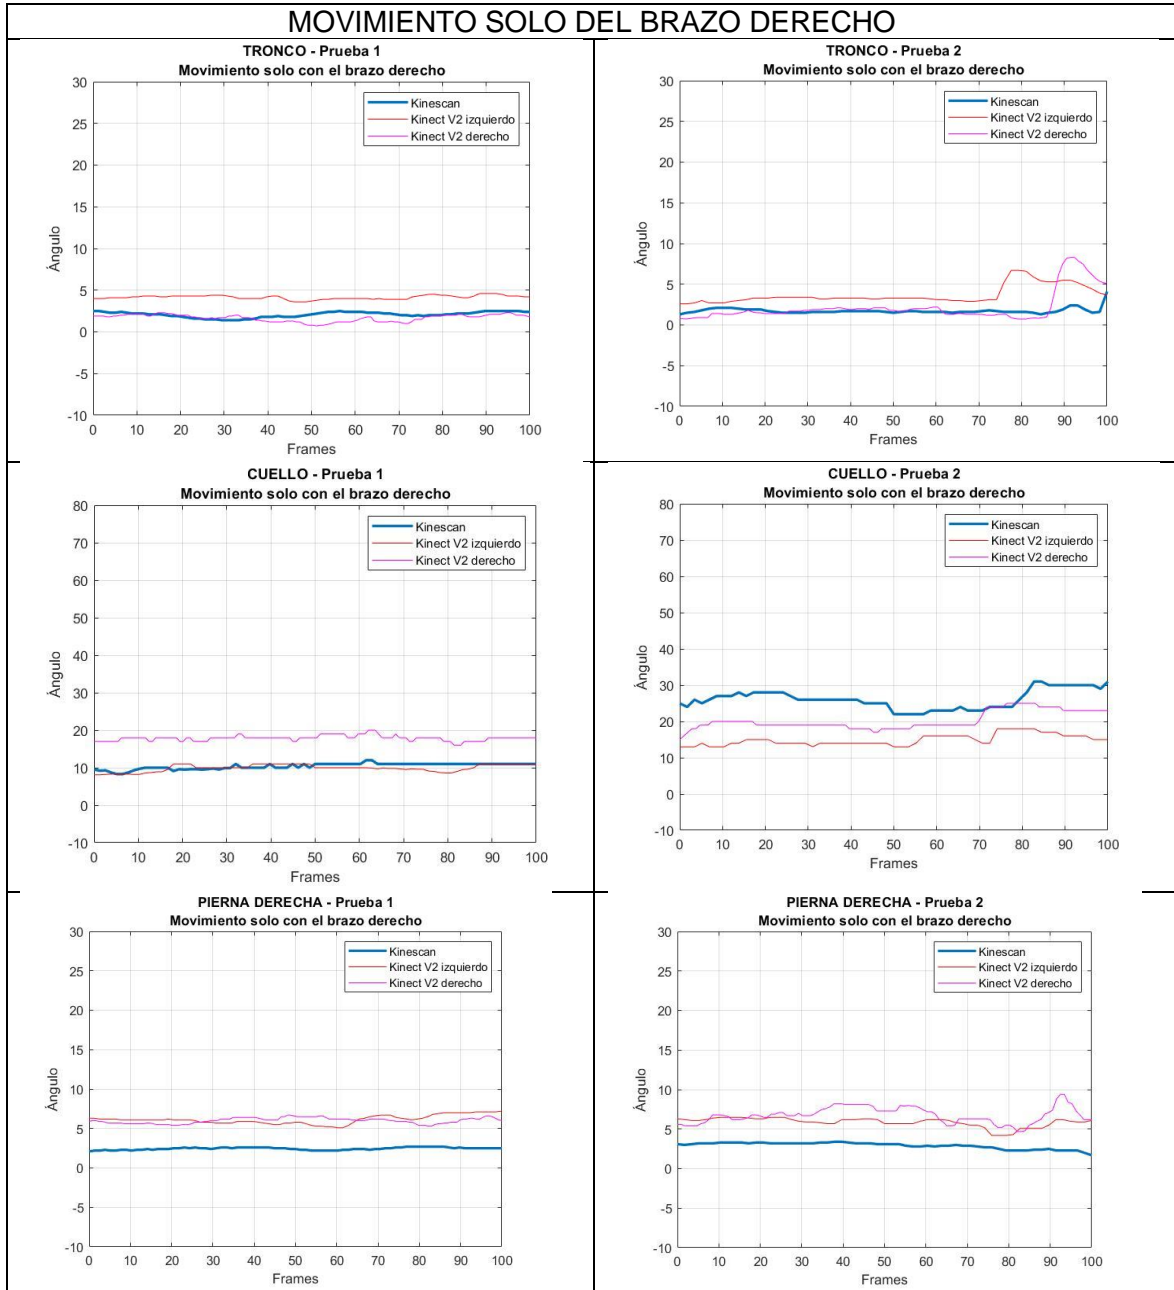 MOVIMIENTO SOLO DEL BRAZO DERECHO
TRONCO - Prueba 1
Movimiento solo con el brazo derecho
30
25
20
15
10
5
0
-5
-10
Ángulo
Kinescan
Kinect V2 izquierdo
Kinect V2 derecho
0 10 20 30 40 50 60 70 80 90 100
Frames
TRONCO - Prueba 2
Movimiento solo con el brazo derecho
30
25
20
15
10
5
0
-5
-10
Ángulo
Kinescan
Kinect V2 izquierdo
Kinect V2 derecho
0 10 20 30 40 50 60 70 80 90 100
Frames
CUELLO - Prueba 1
Movimiento solo con el brazo derecho
80
70
60
50
40
30
20
10
0
-10
Ángulo
Kinescan
Kinect V2 izquierdo
Kinect V2 derecho
0 10 20 30 40 50 60 70 80 90 100
Frames
CUELLO - Prueba 2
Movimiento solo con el brazo derecho
80
70
60
50
40
30
20
10
0
-10
Ángulo
Kinescan
Kinect V2 izquierdo
Kinect V2 derecho
0 10 20 30 40 50 60 70 80 90 100
Frames
PIERNA DERECHA - Prueba 1
Movimiento solo con el brazo derecho
30
25
20
15
10
5
0
-5
-10
Ángulo
Kinescan
Kinect V2 izquierdo
Kinect V2 derecho
0 10 20 30 40 50 60 70 80 90 100
Frames
PIERNA DERECHA - Prueba 2
Movimiento solo con el brazo derecho
30
25
20
15
10
5
0
-5
-10
Ángulo
Kinescan
Kinect V2 izquierdo
Kinect V2 derecho
0 10 20 30 40 50 60 70 80 90 100
Frames